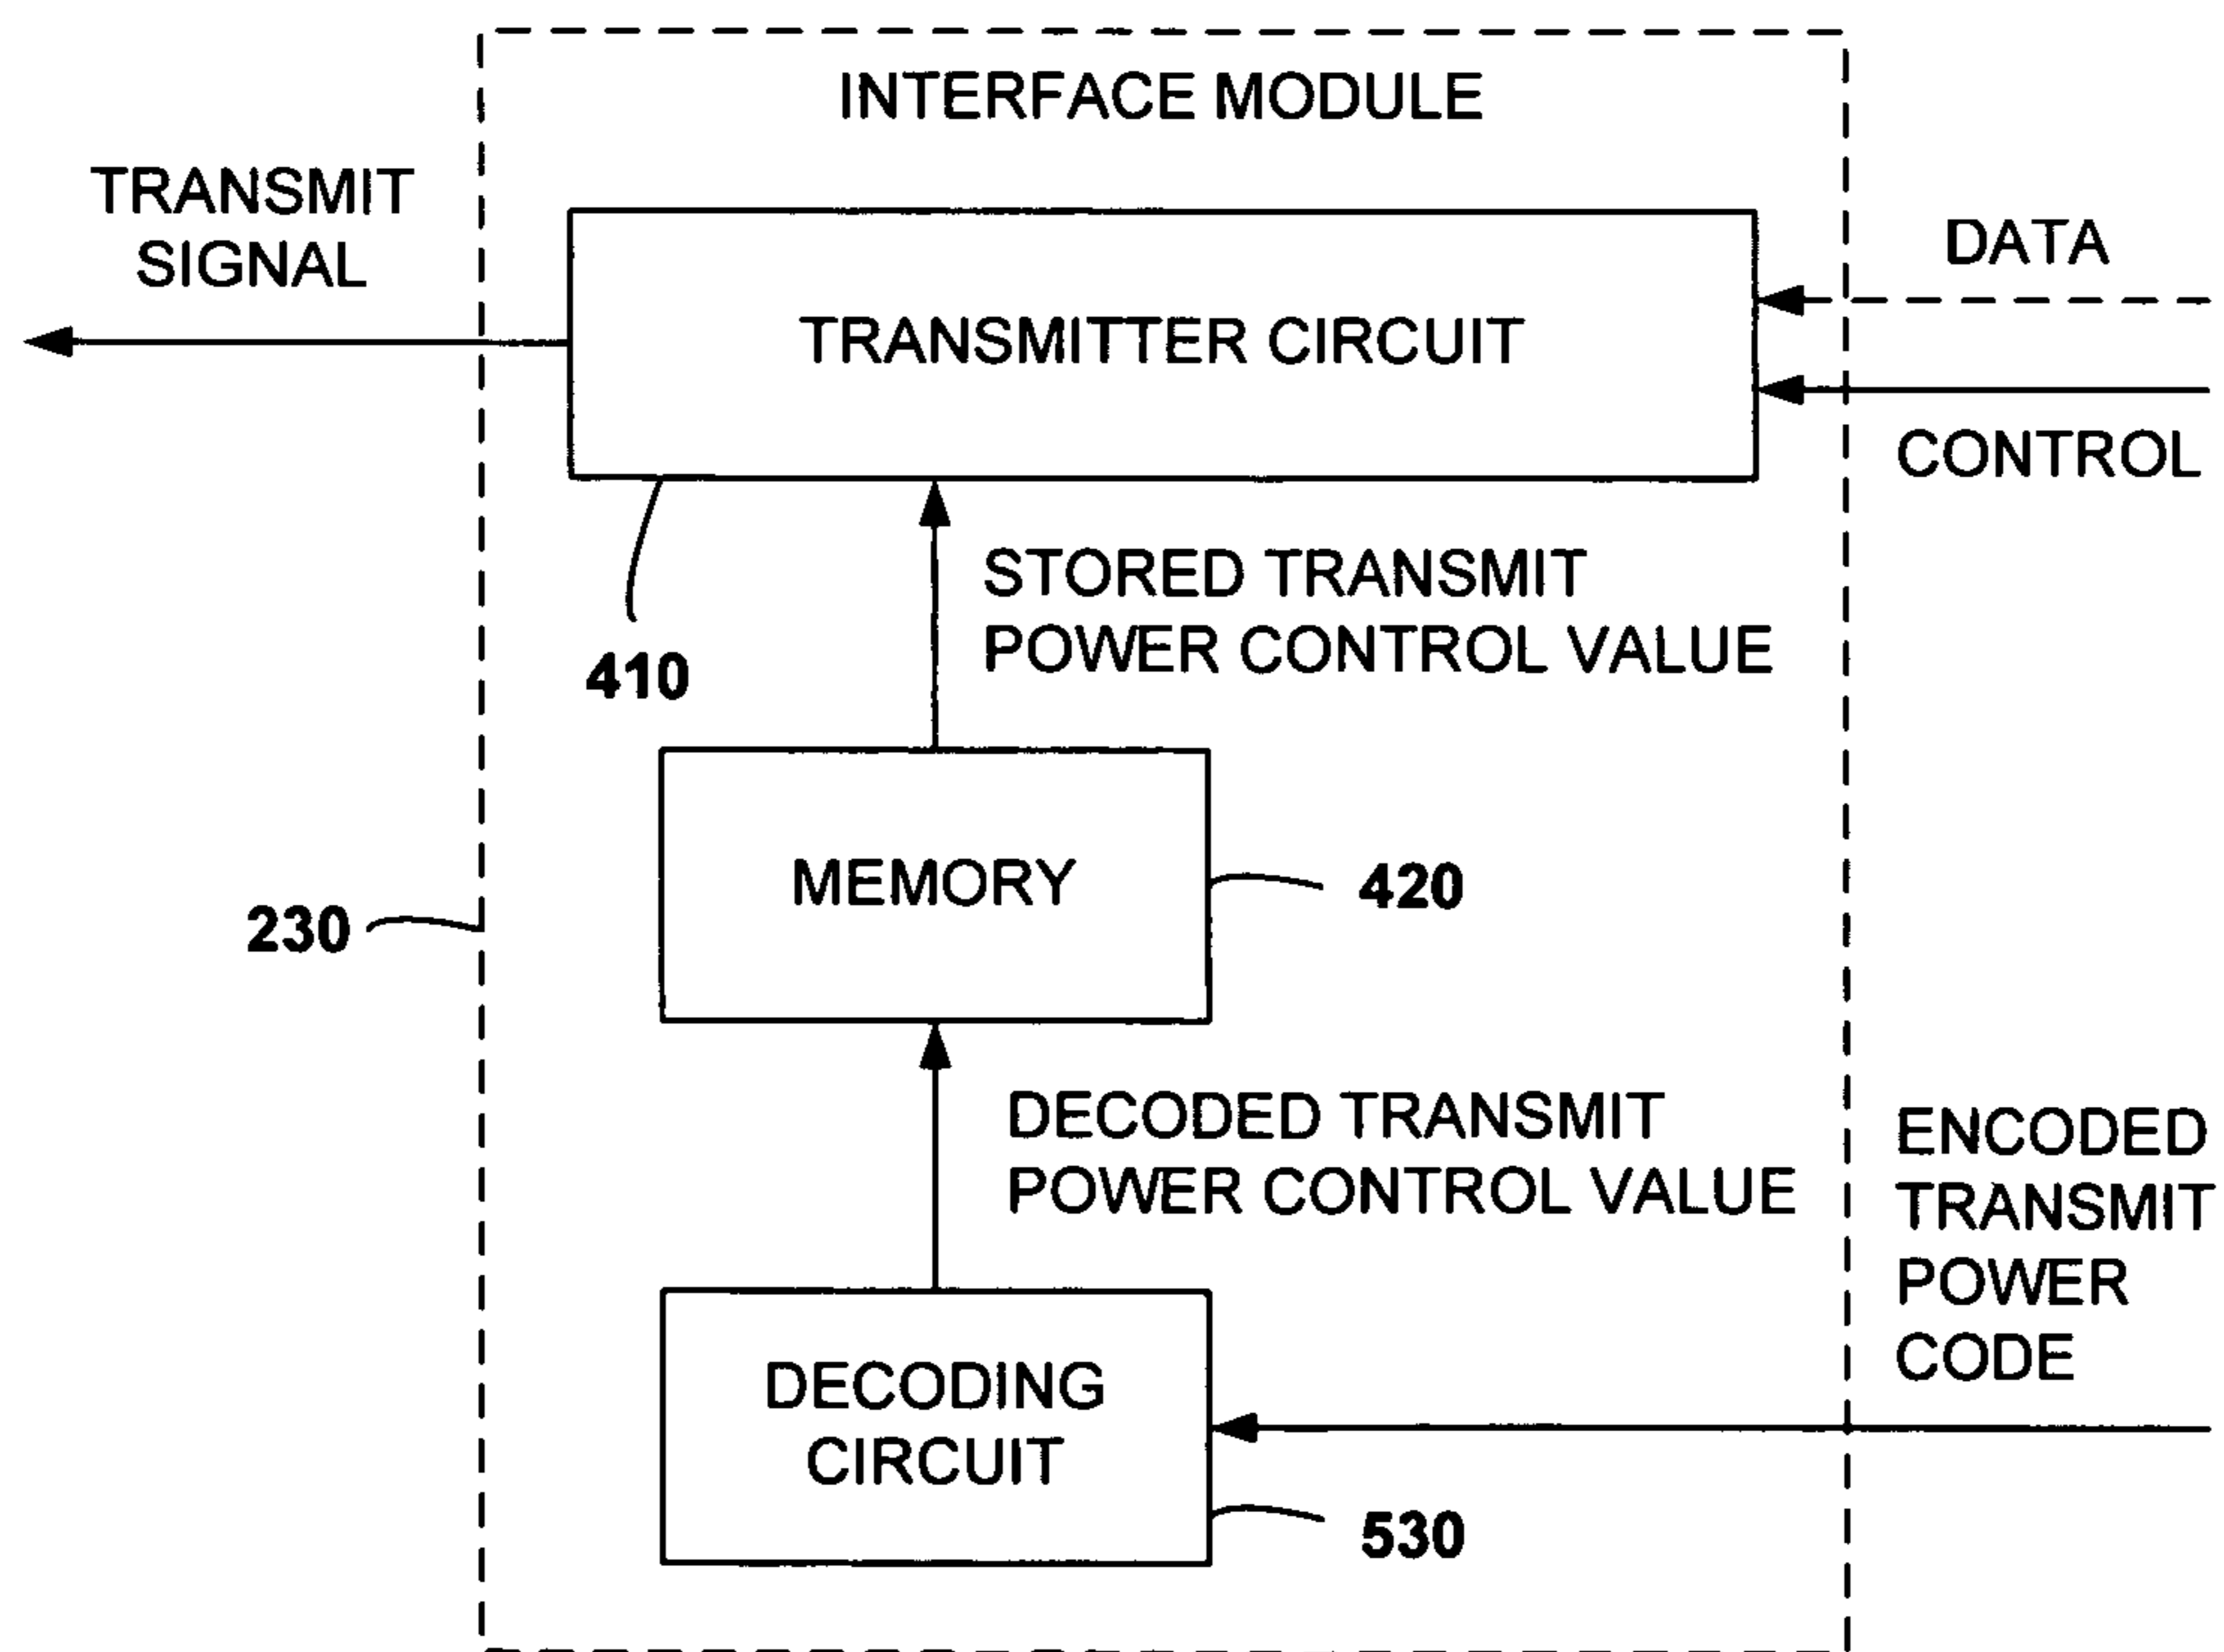 INTERFACE MODULE
TRANSMIT
SIGNAL
DATA
TRANSMITTER CIRCUIT
CONTROL
STORED TRANSMIT
POWER CONTROL VALUE
410
MEMORY
420
230
DECODED TRANSMIT
POWER CONTROL VALUE
ENCODED
TRANSMIT
POWER
CODE
DECODING
CIRCUIT
530